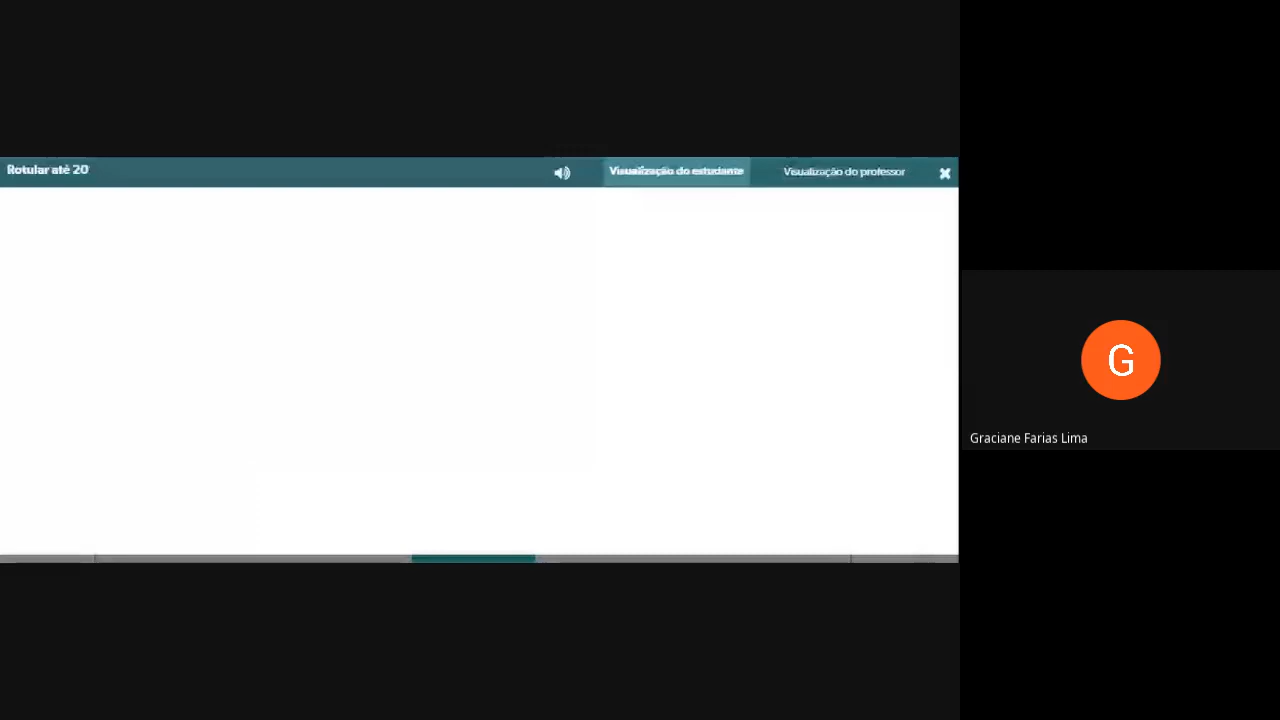 Rotular até 20
Visualização do estudante
Visualização do professor
G
Graciane Farias Lima